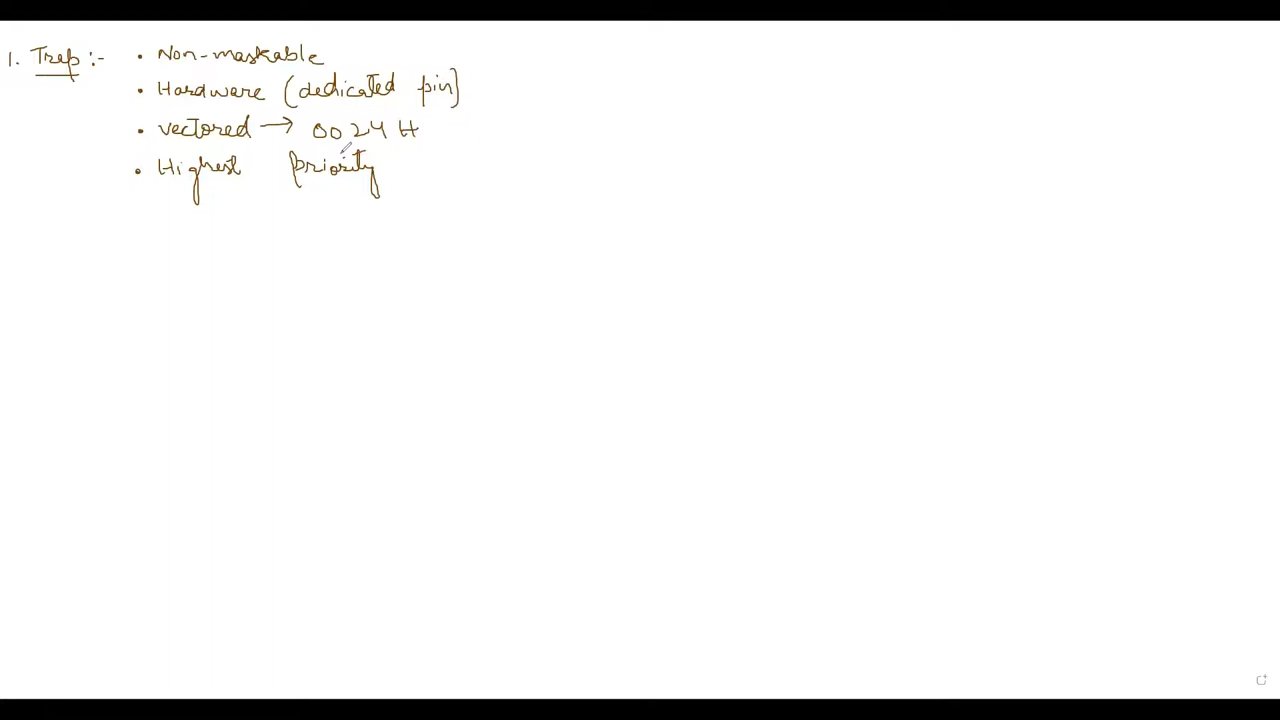 1. Trap :- • Non-maskable
• Hardware (dedicated pin)
• vectored → 0024 H
• Highest priority